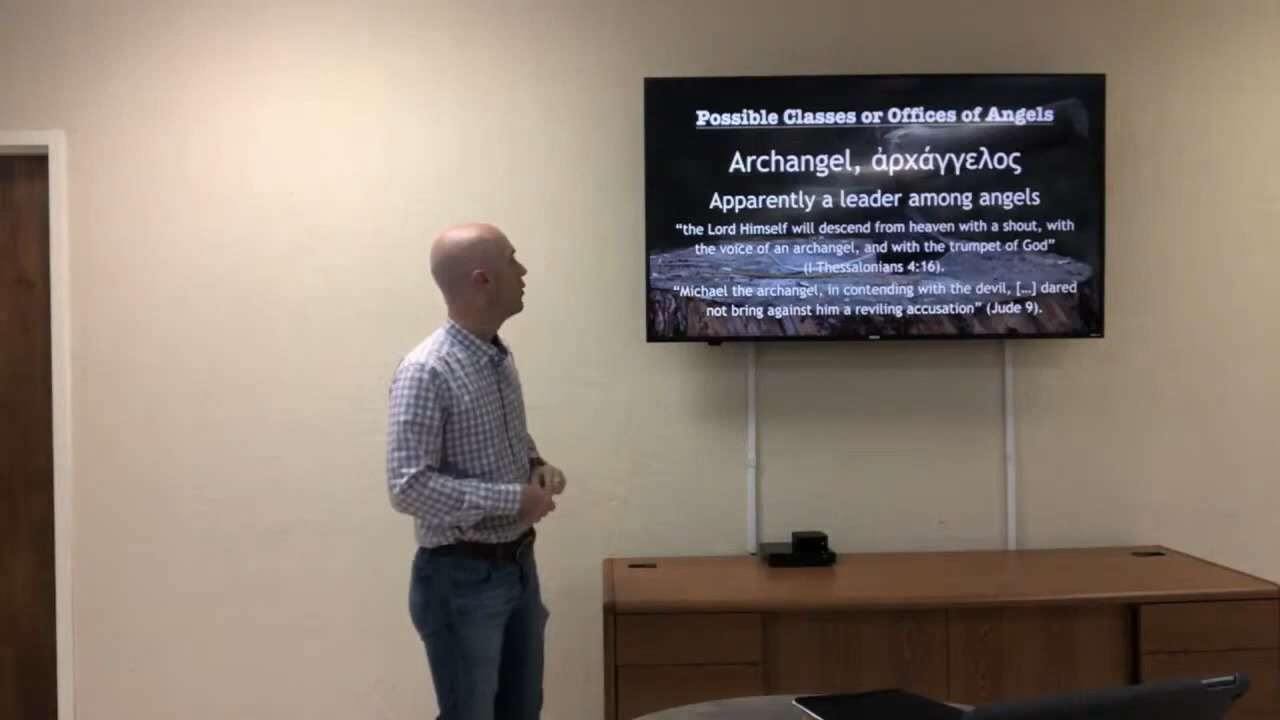 Possible Classes or Offices of Angels
Archangel, ἀρχάγγελος
Apparently a leader among angels
“the Lord Himself will descend from heaven with a shout, with
the voice of an archangel, and with the trumpet of God”
(I Thessalonians 4:16).
“Michael the archangel, in contending with the devil, […] dared
not bring against him a reviling accusation” (Jude 9).